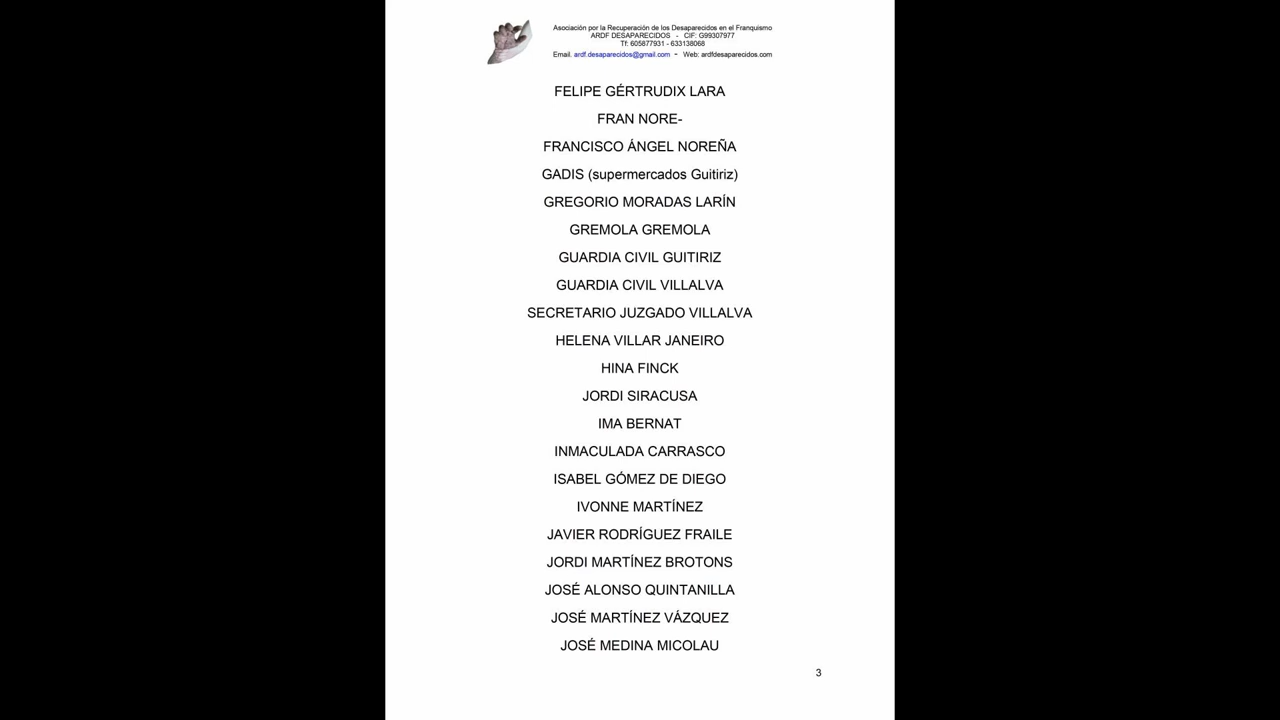 Asociación por la Recuperación de los Desaparecidos en el Franquismo
ARDF DESAPARECIDOS - CIF: G99307977
Tf: 605877931 - 633138068
Email. ardf.desaparecidos@gmail.com - Web: ardfdesaparecidos.com
FELIPE GÉRTRUDIX LARA
FRAN NORE-
FRANCISCO ÁNGEL NOREÑA
GADIS (supermercados Guitiriz)
GREGORIO MORADAS LARÍN
GREMOLA GREMOLA
GUARDIA CIVIL GUITIRIZ
GUARDIA CIVIL VILLALVA
SECRETARIO JUZGADO VILLALVA
HELENA VILLAR JANEIRO
HINA FINCK
JORDI SIRACUSA
IMA BERNAT
INMACULADA CARRASCO
ISABEL GÓMEZ DE DIEGO
IVONNE MARTÍNEZ
JAVIER RODRÍGUEZ FRAILE
JORDI MARTÍNEZ BROTONS
JOSÉ ALONSO QUINTANILLA
JOSÉ MARTÍNEZ VÁZQUEZ
JOSÉ MEDINA MICOLAU
3